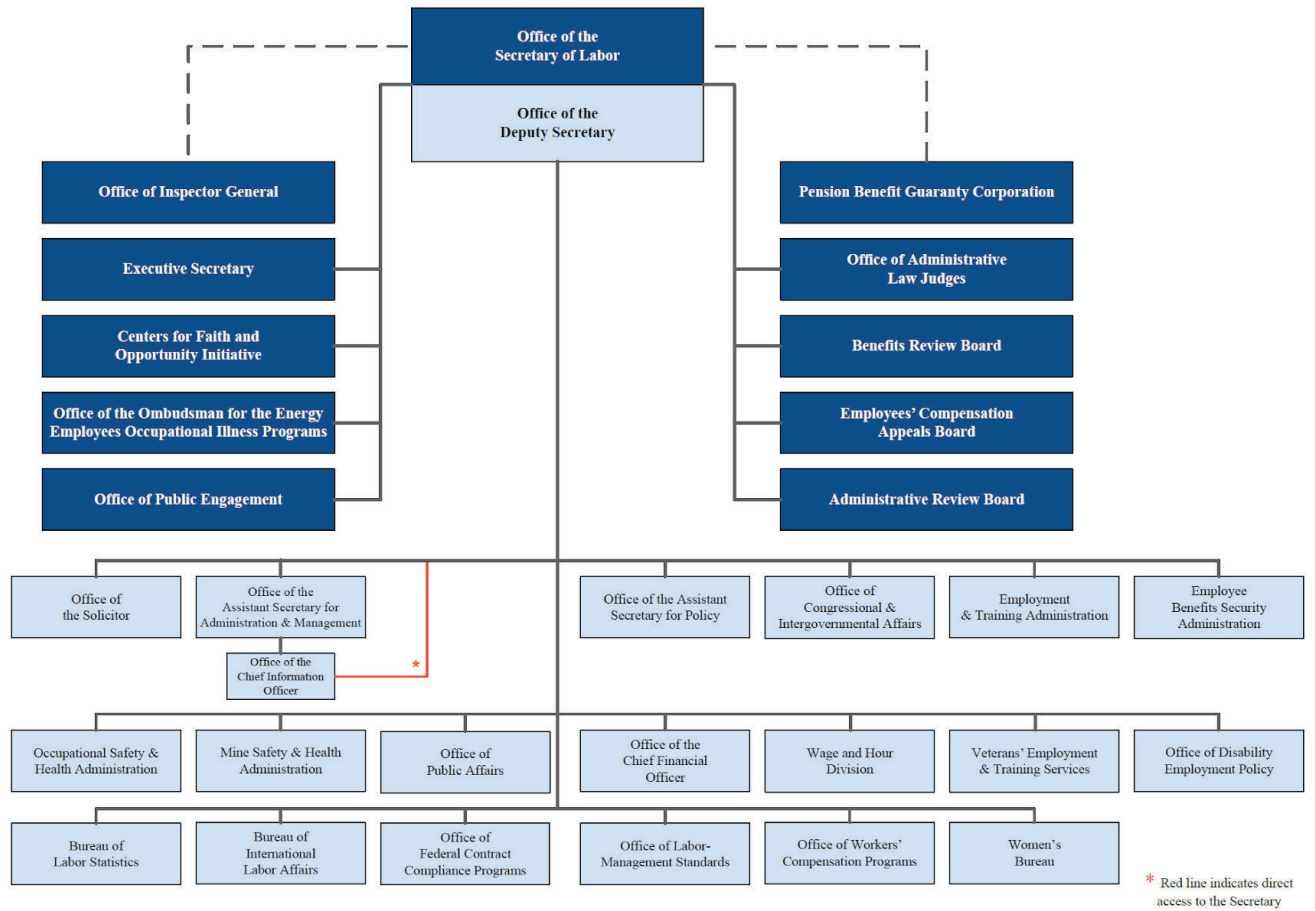 Office of the
Secretary of Labor
Office of the
Deputy Secretary
Office of Inspector General
Pension Benefit Guaranty Corporation
Executive Secretary
Office of Administrative
Law Judges
Centers for Faith and
Opportunity Initiative
Benefits Review Board
Office of the Ombudsman for the Energy
Employees Occupational Illness Programs
Employees’ Compensation
Appeals Board
Office of Public Engagement
Administrative Review Board
Office of
the Solicitor
Office of the
Assistant Secretary for
Administration & Management
Office of the Assistant
Secretary for Policy
Office of
Congressional &
Intergovernmental Affairs
Employment
& Training Administration
Employee
Benefits Security
Administration
Office of the
Chief Information
Officer
*
Occupational Safety &
Health Administration
Mine Safety & Health
Administration
Office of
Public Affairs
Office of the
Chief Financial
Officer
Wage and Hour
Division
Veterans’ Employment
& Training Services
Office of Disability
Employment Policy
Bureau of
Labor Statistics
Bureau of
International
Labor Affairs
Office of
Federal Contract
Compliance Programs
Office of Labor-
Management Standards
Office of Workers’
Compensation Programs
Women’s
Bureau
* Red line indicates direct
access to the Secretary